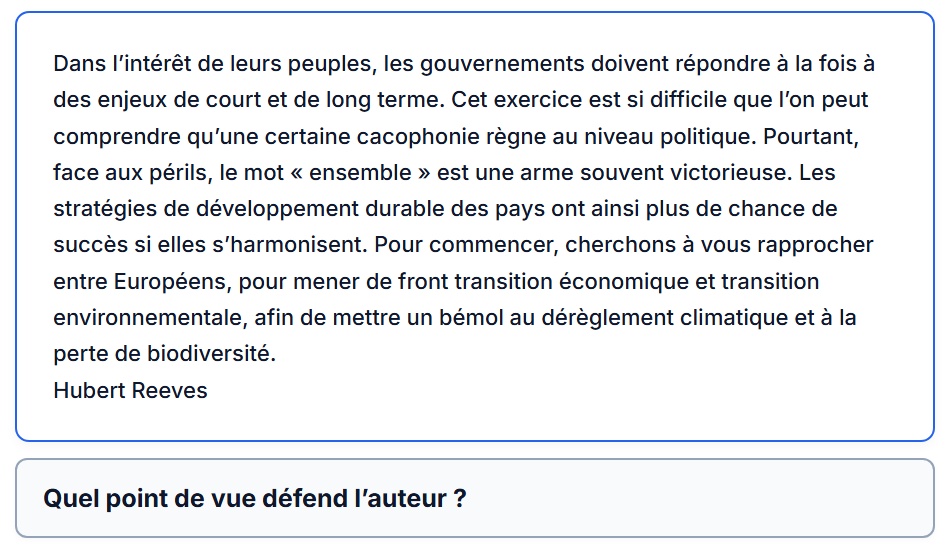 Dans l’intérêt de leurs peuples, les gouvernements doivent répondre à la fois à
des enjeux de court et de long terme. Cet exercice est si difficile que l’on peut
comprendre qu’une certaine cacophonie règne au niveau politique. Pourtant,
face aux périls, le mot « ensemble » est une arme souvent victorieuse. Les
stratégies de développement durable des pays ont ainsi plus de chance de
succès si elles s’harmonisent. Pour commencer, cherchons à vous rapprocher
entre Européens, pour mener de front transition économique et transition
environnementale, afin de mettre un bémol au dérèglement climatique et à la
perte de biodiversité.
Hubert Reeves
Quel point de vue défend l’auteur ?